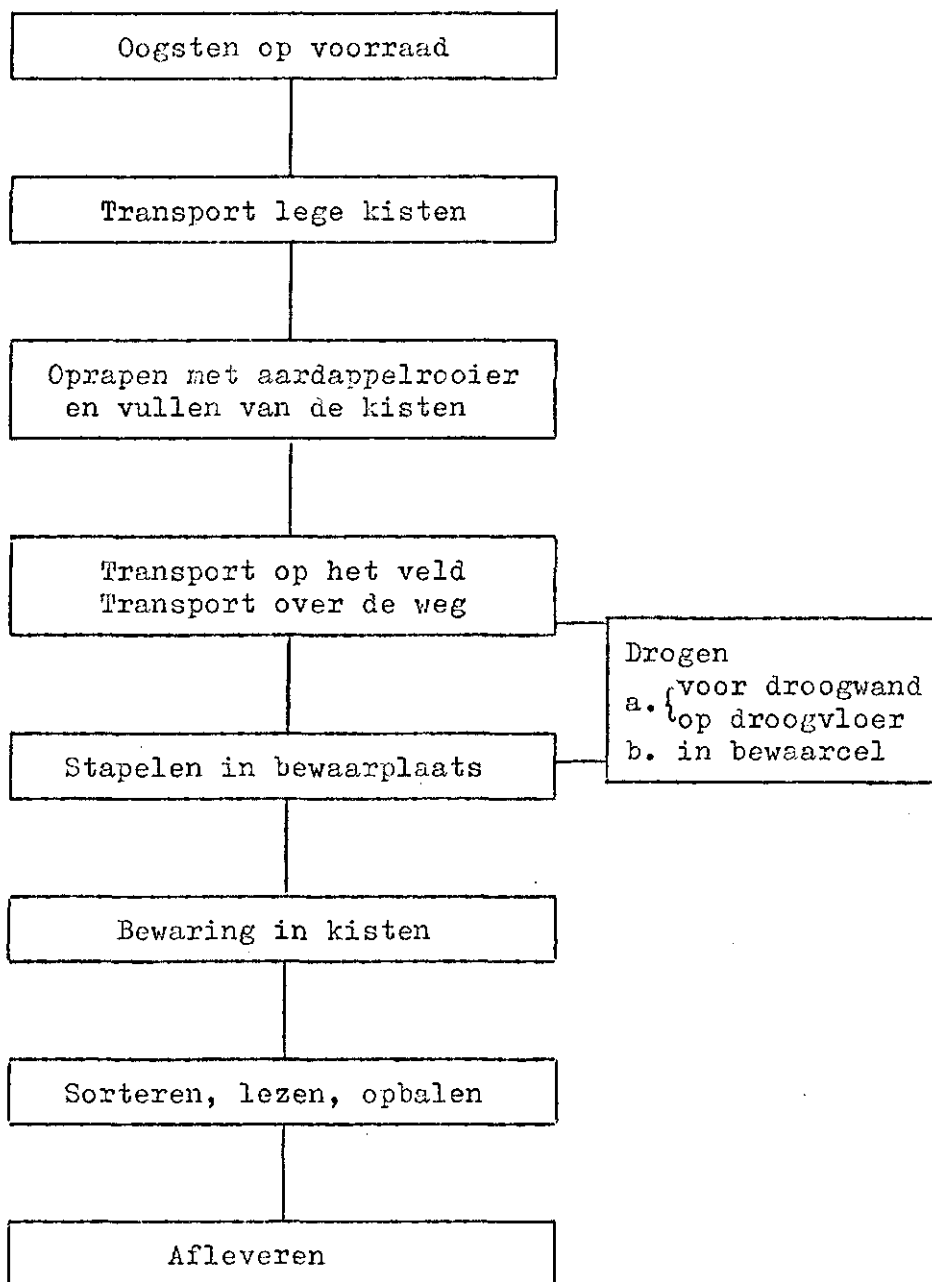 Oogsten op voorraad
Transport lege kisten
Oprapen met aardappelrooier
en vullen van de kisten
Transport op het veld
Transport over de weg
Drogen
a. { voor droogwand
op droogvloer
b. in bewaarcel
Stapelen in bewaarplaats
Bewaring in kisten
Sorteren, lezen, opbalen
Afleveren